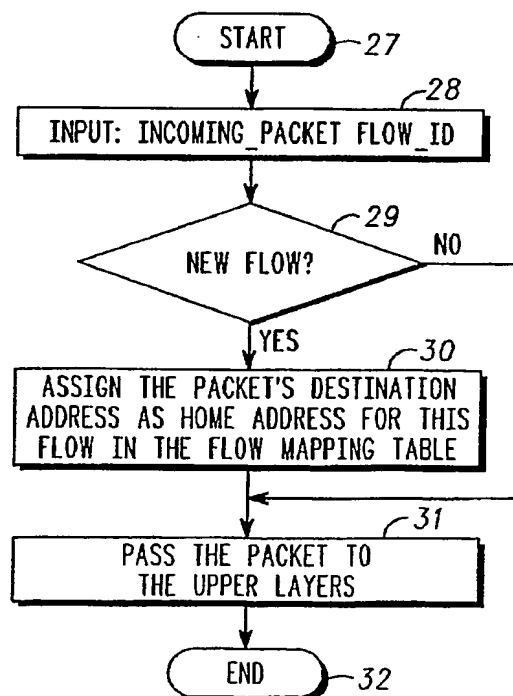 START
27
28
INPUT: INCOMING_PACKET FLOW_ID
29
NEW FLOW?
NO
YES
30
ASSIGN THE PACKET'S DESTINATION
ADDRESS AS HOME ADDRESS FOR THIS
FLOW IN THE FLOW MAPPING TABLE
31
PASS THE PACKET TO
THE UPPER LAYERS
END
32